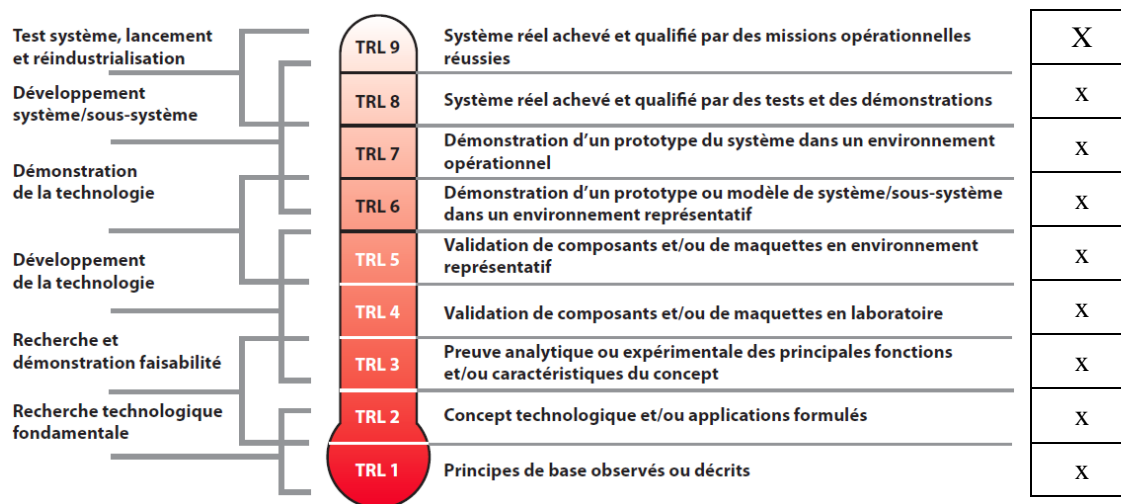 Test système, lancement
et réindustrialisation
TRL 9
Système réel achevé et qualifié par des missions opérationnelles
réussies
X
Développement
système/sous-système
TRL 8
Système réel achevé et qualifié par des tests et des démonstrations
x
TRL 7
Démonstration d’un prototype du système dans un environnement
opérationnel
x
Démonstration
de la technologie
TRL 6
Démonstration d’un prototype ou modèle de système/sous-système
dans un environnement représentatif
x
Développement
de la technologie
TRL 5
Validation de composants et/ou de maquettes en environnement
représentatif
x
TRL 4
Validation de composants et/ou de maquettes en laboratoire
x
Recherche et
démonstration faisabilité
TRL 3
Preuve analytique ou expérimentale des principales fonctions
et/ou caractéristiques du concept
x
Recherche technologique
fondamentale
TRL 2
Concept technologique et/ou applications formulés
x
TRL 1
Principes de base observés ou décrits
x